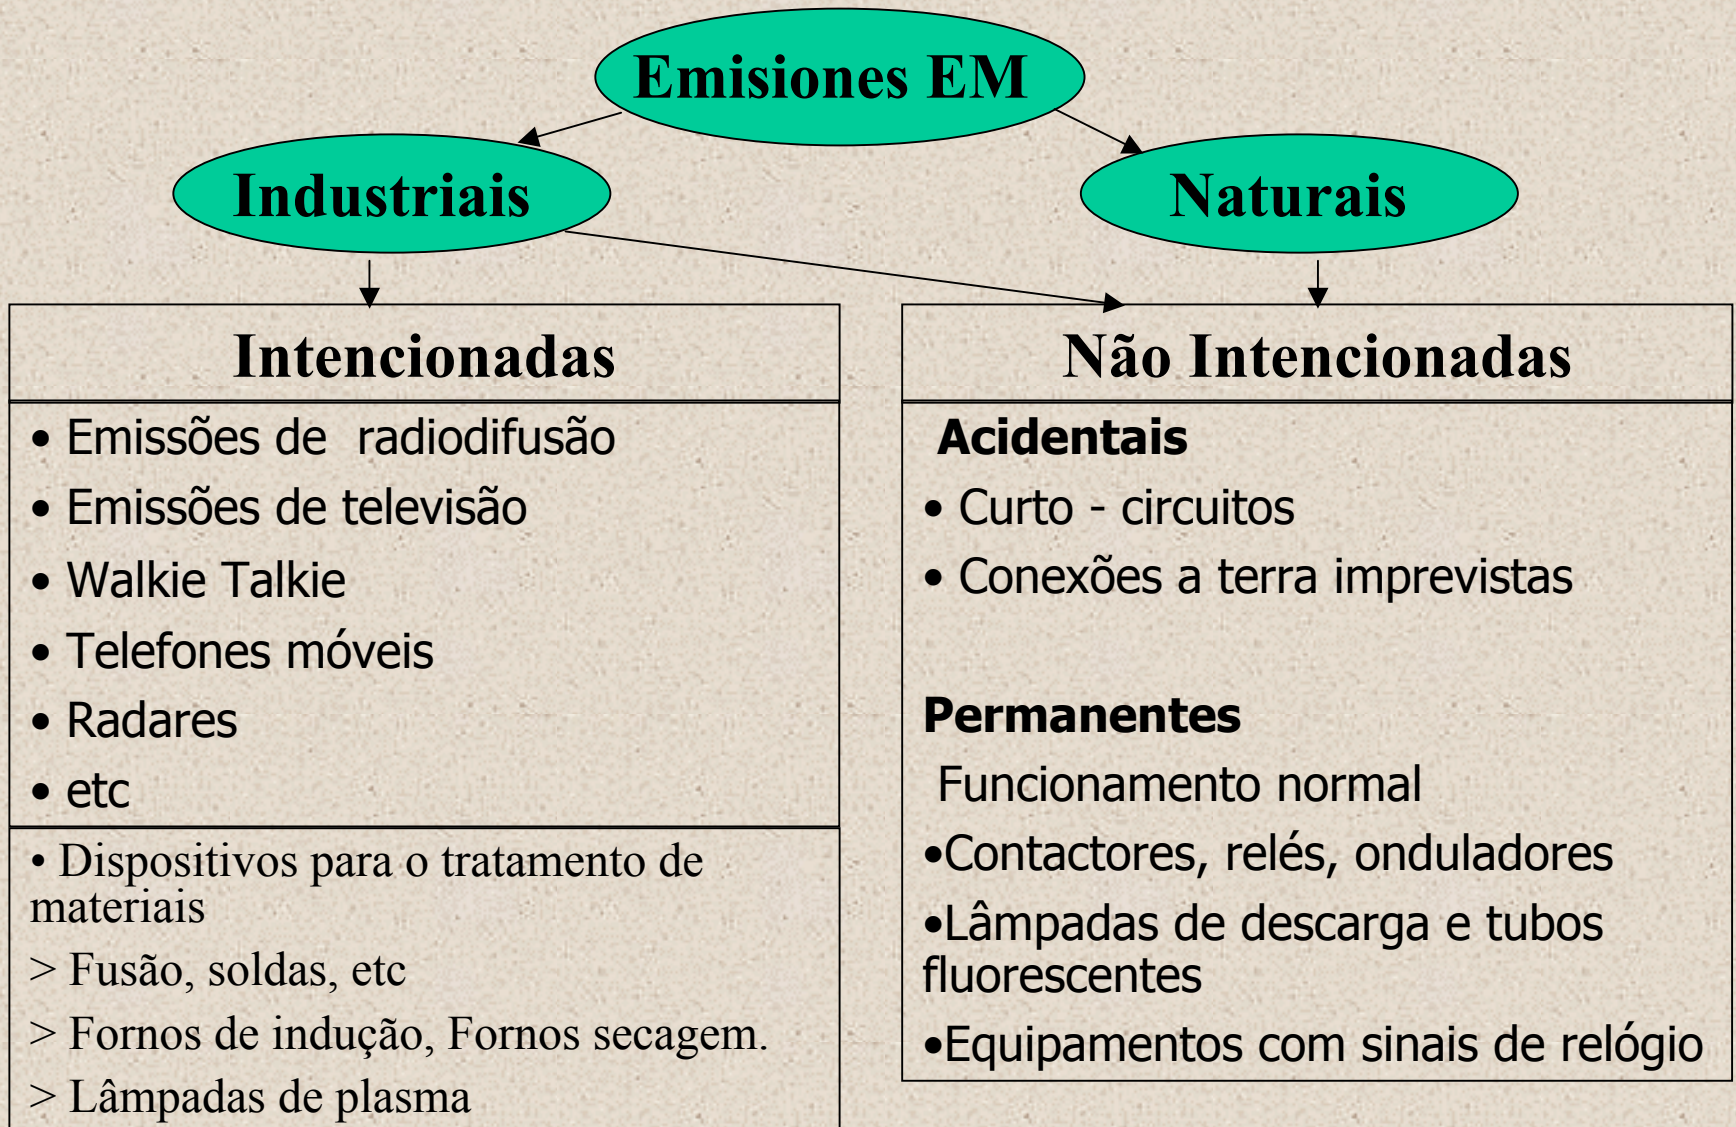 Emisiones EM
Industriais
Naturais
Intencionadas
• Emissões de radiodifusão
• Emissões de televisão
• Walkie Talkie
• Telefones móveis
• Radares
• etc
• Dispositivos para o tratamento de
materiais
> Fusão, soldas, etc
> Fornos de indução, Fornos secagem.
> Lâmpadas de plasma
Não Intencionadas
Acidentais
• Curto - circuitos
• Conexões a terra imprevistas
Permanentes
Funcionamento normal
•Contactores, relés, onduladores
•Lâmpadas de descarga e tubos
fluorescentes
•Equipamentos com sinais de relógio